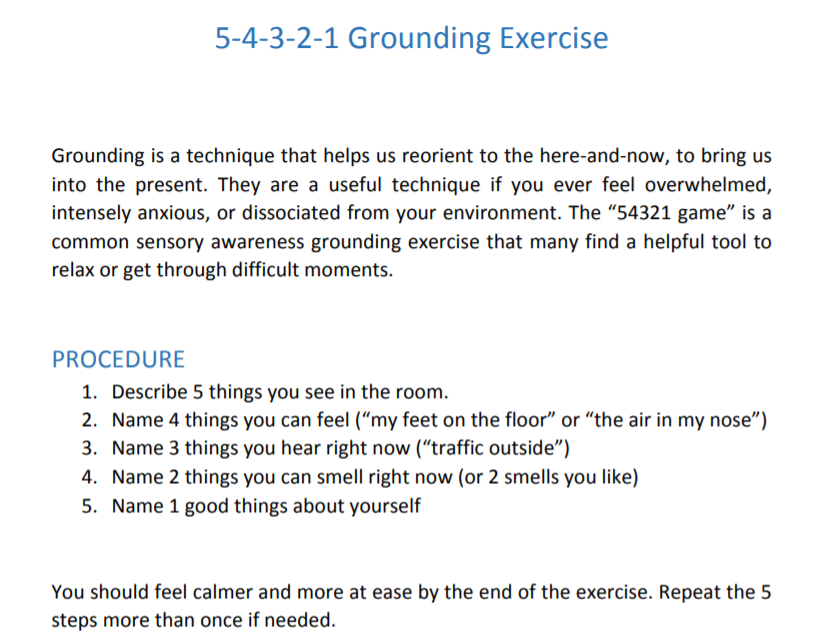 5-4-3-2-1 Grounding Exercise
Grounding is a technique that helps us reorient to the here-and-now, to bring us
into the present. They are a useful technique if you ever feel overwhelmed,
intensely anxious, or dissociated from your environment. The “54321 game” is a
common sensory awareness grounding exercise that many find a helpful tool to
relax or get through difficult moments.
PROCEDURE
1. Describe 5 things you see in the room.
2. Name 4 things you can feel (“my feet on the floor” or “the air in my nose”)
3. Name 3 things you hear right now (“traffic outside”)
4. Name 2 things you can smell right now (or 2 smells you like)
5. Name 1 good things about yourself
You should feel calmer and more at ease by the end of the exercise. Repeat the 5
steps more than once if needed.